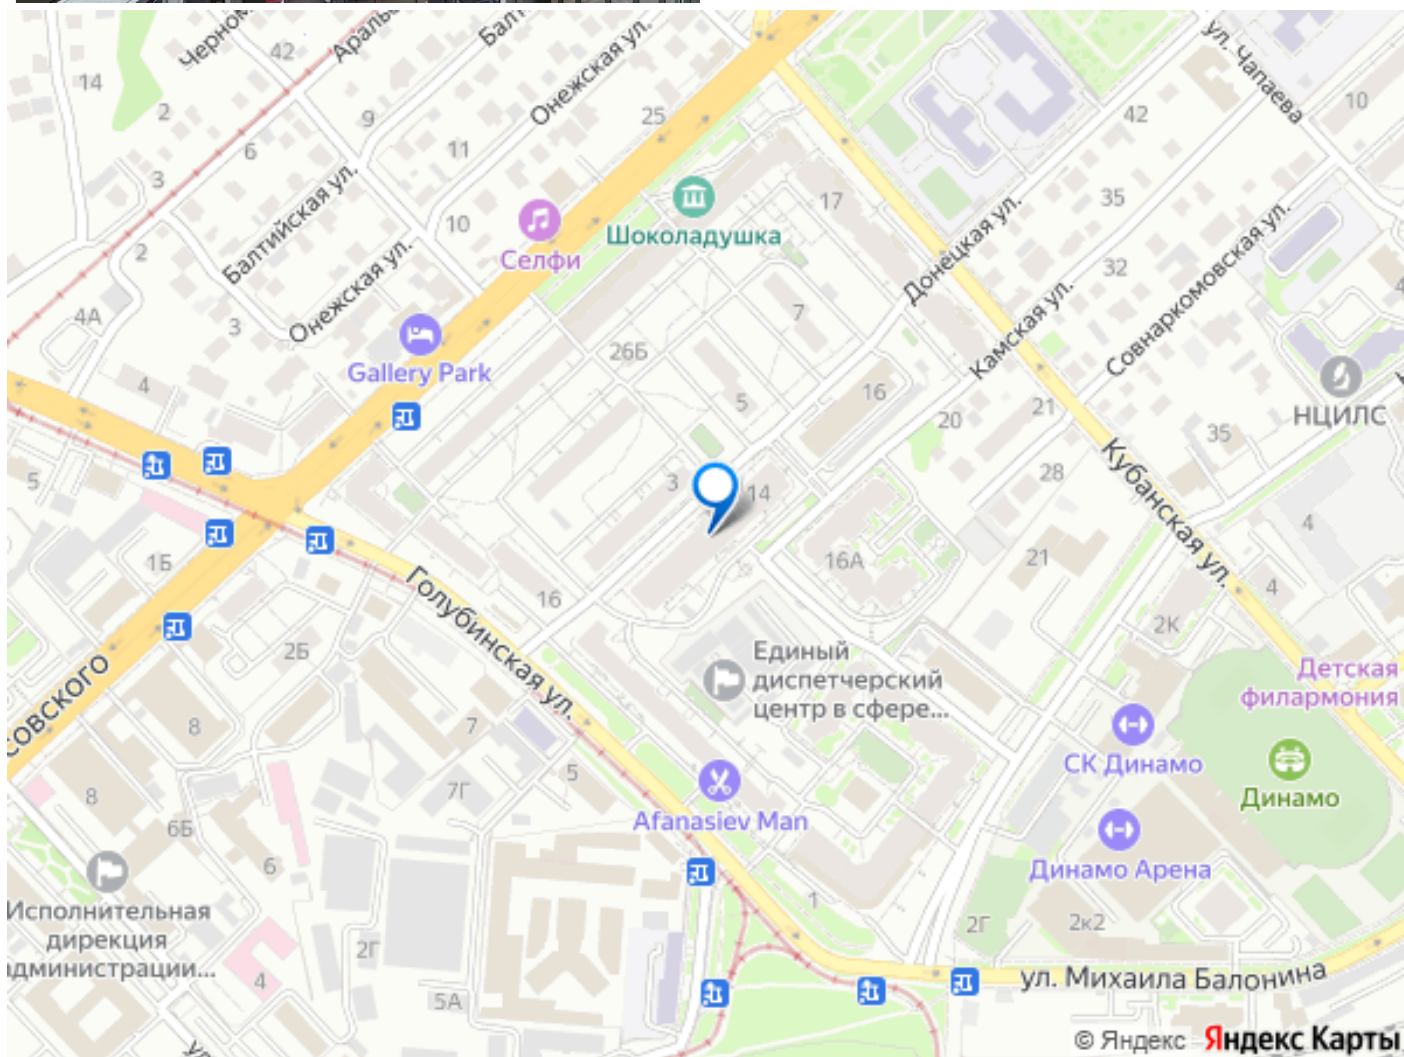 Черном
42
Аральс
Балт
Онежская ул.
ул. Чапаева
14
2
9
25
10
42
6
11
3
Балтийская ул.
10
17
35
Шоколадушка
Селфи
2
Донецкая ул.
Совнаркомовская ул.
32
4А
3
Онежская ул.
7
Камская ул.
26Б
Gallery Park
4
5
16
20
21
НЦИЛС
35
5
3
14
28
Кубанская ул.
4
1Б
16А
21
Голубинская ул.
16
4
2К
2Б
Единый
диспетчерский
центр в сфере...
Детская
филармония
совского
8
7
СК Динамо
5
7Г
Динамо
8
Afanasiev Man
6Б
6
Динамо Арена
1
Исполнительная
дирекция
администрации...
2Г
2Г
2к2
4
5А
ул. Михаила Балонина
© Яндекс Яндекс Карты